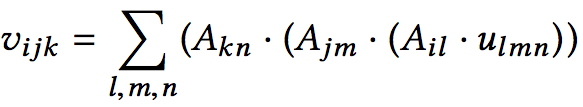 v_{ijk} = \sum_{l,m,n} (A_{kn} \cdot (A_{jm} \cdot (A_{il} \cdot u_{lmn}))